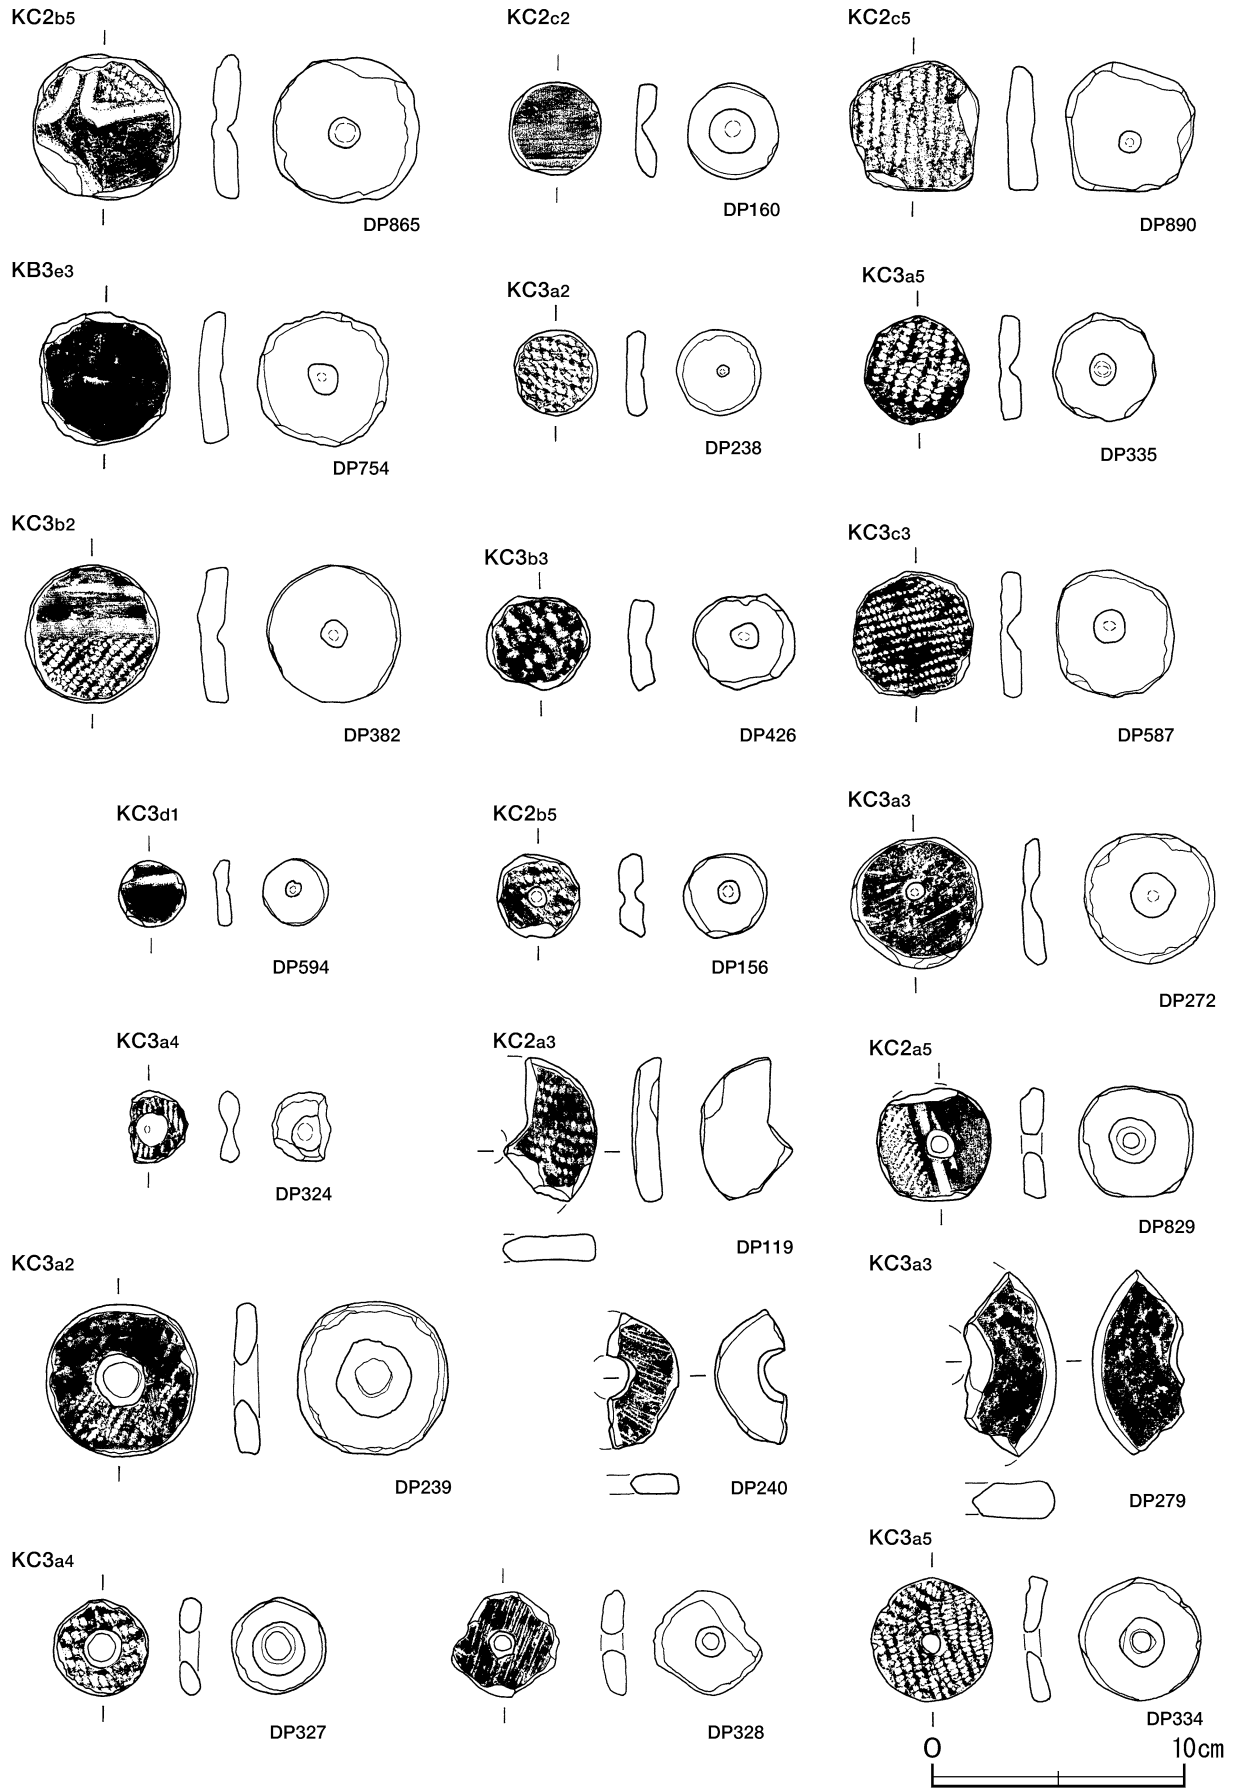 KC2b5
KC2c2
KC2c5
DP865
DP160
DP890
KB3e3
KC3a2
KC3a5
DP754
DP238
DP335
KC3b2
KC3b3
KC3c3
DP382
DP426
DP587
KC3d1
KC2b5
KC3a3
DP594
DP156
DP272
KC3a4
KC2a3
KC2a5
DP324
DP119
DP829
KC3a2
KC3a3
DP239
DP240
DP279
KC3a4
KC3a5
DP327
DP328
DP334
0 10cm